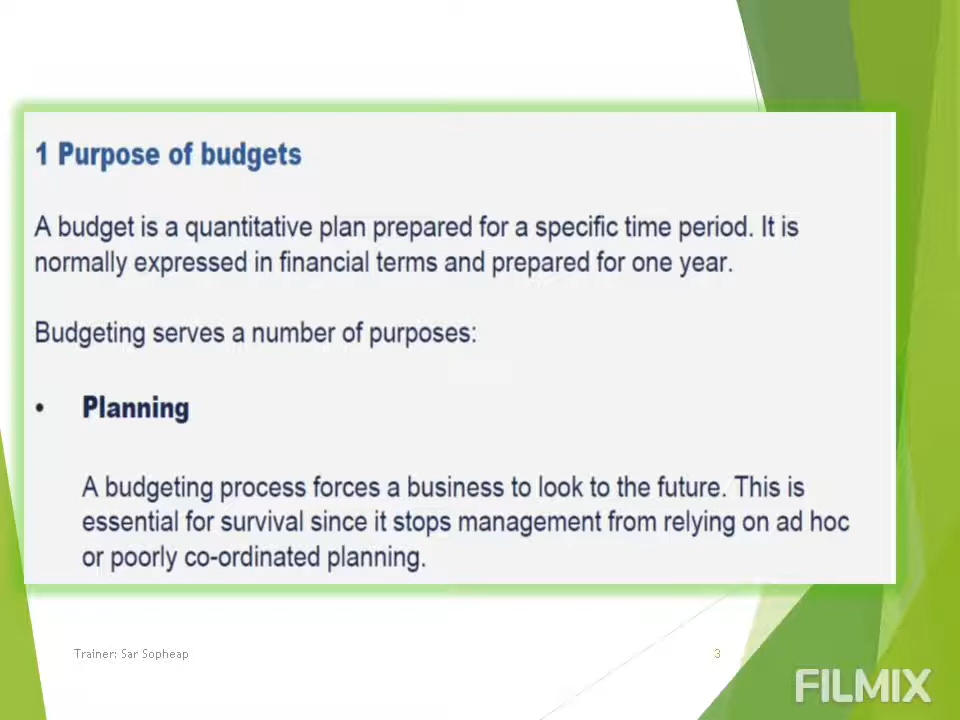 1 Purpose of budgets
A budget is a quantitative plan prepared for a specific time period. It is
normally expressed in financial terms and prepared for one year.
Budgeting serves a number of purposes:
• Planning
A budgeting process forces a business to look to the future. This is
essential for survival since it stops management from relying on ad hoc
or poorly co-ordinated planning.
Trainer: Sar Sopheap
3
FILMIX